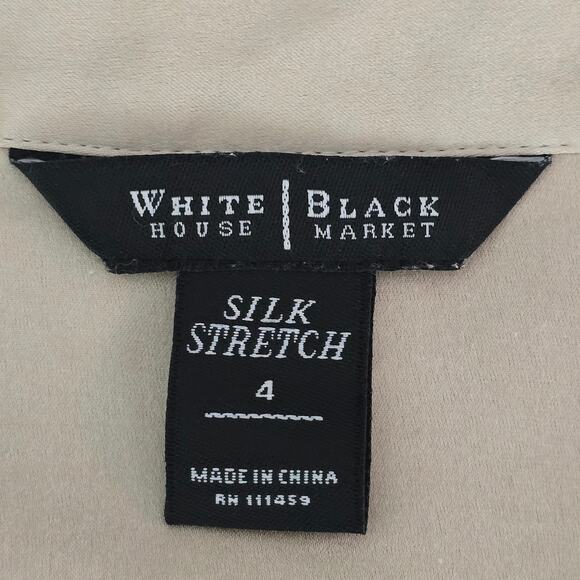 WHITE | BLACK
HOUSE | MARKET
SILK
STRETCH
4
MADE IN CHINA
RN 111459